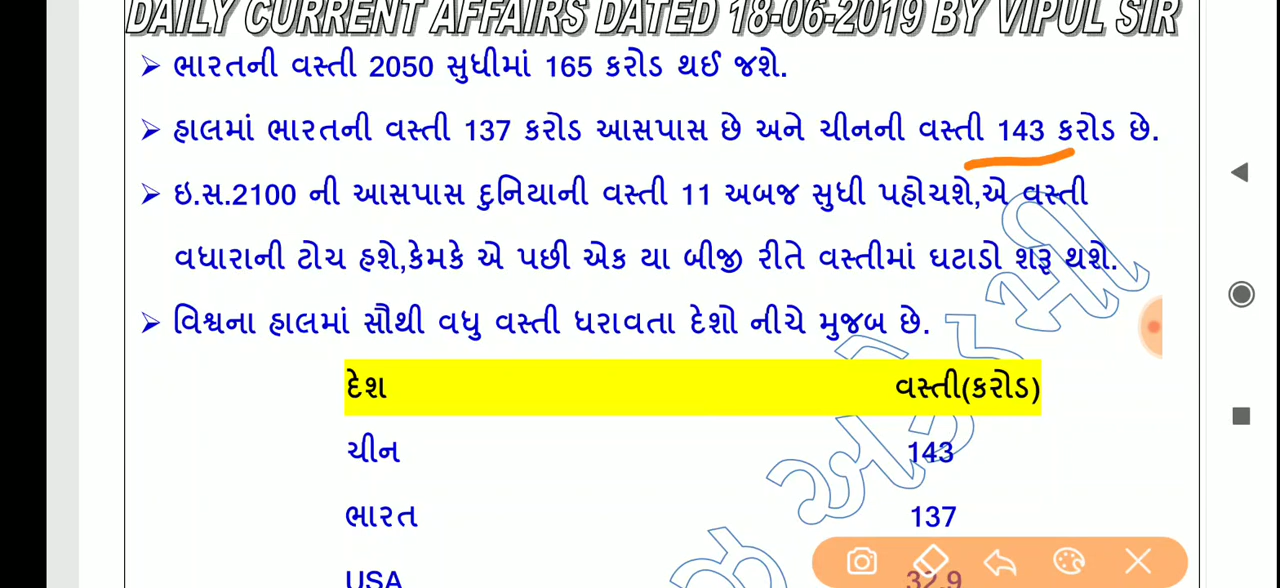 DAILY CURRENT AFFAIRS DATED 18-06-2019 BY VIPUL SIR
➢ ભારતની વસ્તી 2050 સુધીમાં 165 કરોડ થઈ જશે.
➢ હાલમાં ભારતની વસ્તી 137 કરોડ આસપાસ છે અને ચીનની વસ્તી 143 કરોડ છે.
➢ ઇ.સ.2100 ની આસપાસ દુનિયાની વસ્તી 11 અબજ સુધી પહોચશે,એ વસ્તી
વધારાની ટોચ હશે,કેમકે એ પછી એક યા બીજી રીતે વસ્તીમાં ઘટાડો શરૂ થશે.
➢ વિશ્વના હાલમાં સૌથી વધુ વસ્તી ધરાવતા દેશો નીચે મુજબ છે.
દેશ વસ્તી(કરોડ)
ચીન 143
ભારત 137
USA 32.9